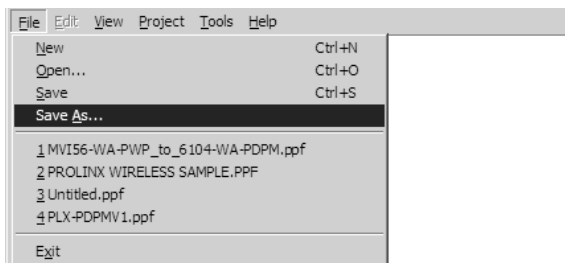 File Edit View Project Tools Help
New Ctrl+N
Open... Ctrl+O
Save Ctrl+S
Save As...
1 MVI56-WA-PWP_to_6104-WA-PDPM.ppf
2 PROLINX WIRELESS SAMPLE.PPF
3 Untitled.ppf
4 PLX-PDPMV1.ppf
Exit